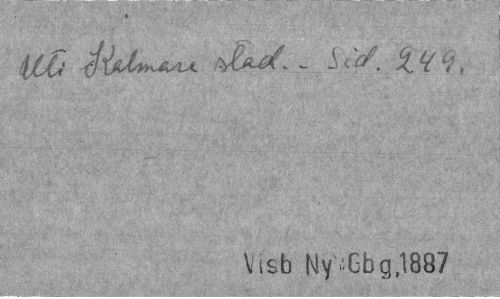 Uti Kalmare stad. - Sid. 249.
Visb Ny Gbg, 1887